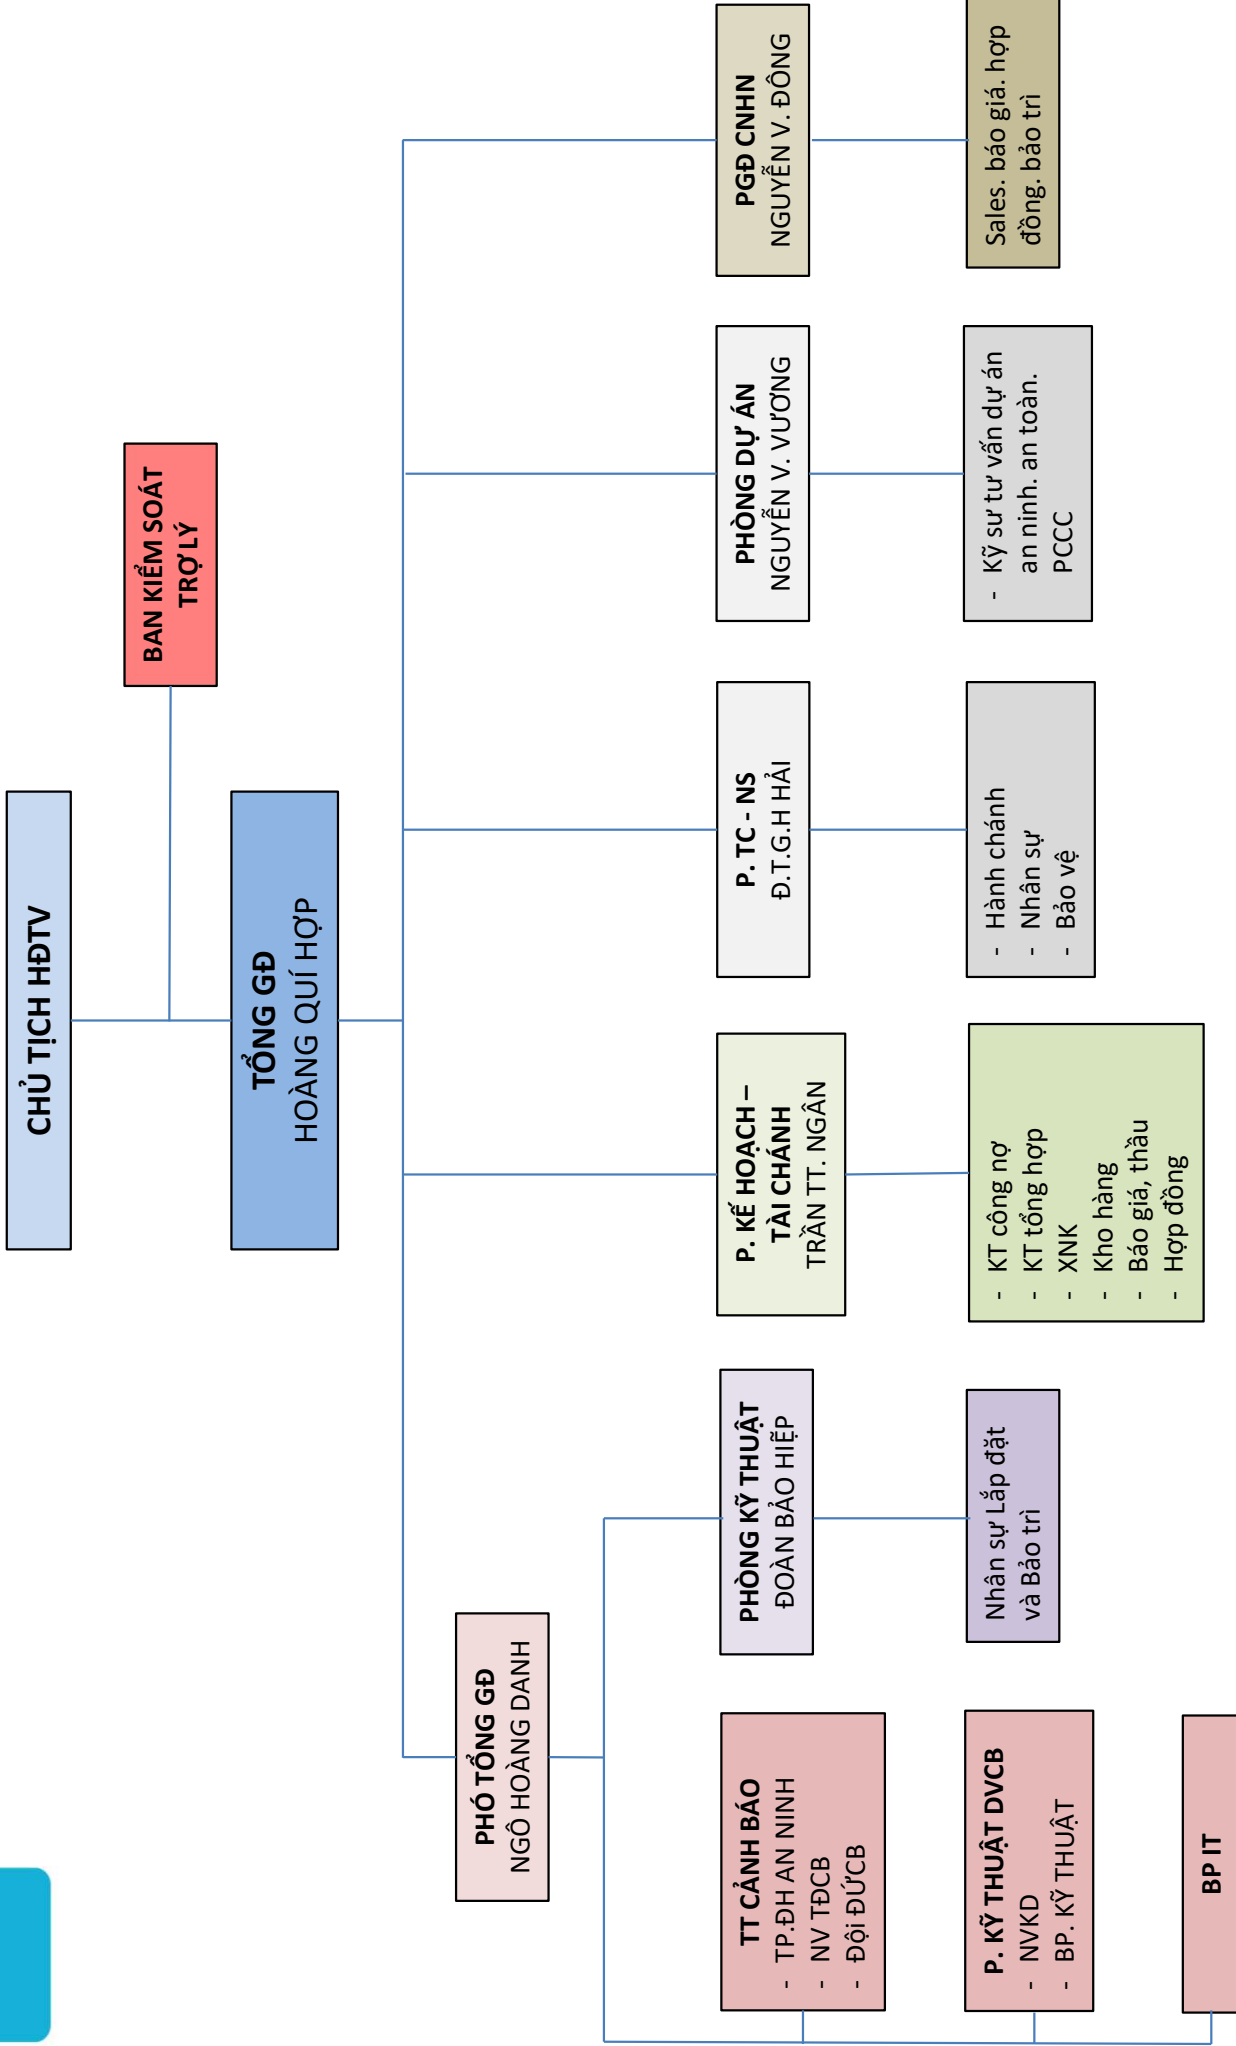 CHỦ TỊCH HĐTV
BAN KIỂM SOÁT
TRỢ LÝ
TỔNG GĐ
HOÀNG QUÍ HỢP
PHÓ TỔNG GĐ
NGÔ HOÀNG DANH
TT CẢNH BÁO
- TP.ĐH AN NINH
- NV TĐCB
- Đội ĐỨCB
P. KỸ THUẬT DVCB
- NVKD
- BP. KỸ THUẬT
BP IT
PHÒNG KỸ THUẬT
ĐOÀN BẢO HIỆP
Nhân sự Lắp đặt
và Bảo trì
P. KẾ HOẠCH –
TÀI CHÁNH
TRẦN TT. NGÂN
- KT công nợ
- KT tổng hợp
- XNK
- Kho hàng
- Báo giá, thầu
- Hợp đồng
P. TC - NS
Đ.T.G.H HẢI
- Hành chánh
- Nhân sự
- Bảo vệ
PHÒNG DỰ ÁN
NGUYỄN V. VƯƠNG
- Kỹ sư tư vấn dự án
an ninh. an toàn.
PCCC
PGĐ CNHN
NGUYỄN V. ĐÔNG
Sales. báo giá. hợp
đồng. bảo trì